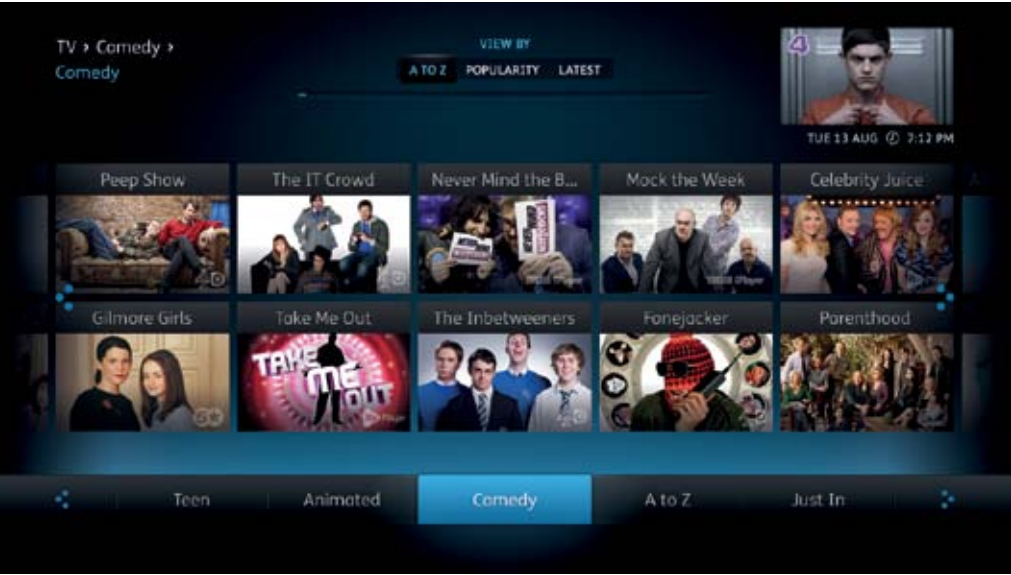 TV › Comedy ›
Comedy
VIEW BY
A TO Z POPULARITY LATEST
4
TUE 13 AUG 7:12 PM
Peep Show
The IT Crowd
Never Mind the B...
Mock the Week
Celebrity Juice
Gilmore Girls
Take Me Out
The Inbetweeners
Fonejacker
Parenthood
TAKE
ME
OUT
Player
Teen
Animated
Comedy
A to Z
Just In